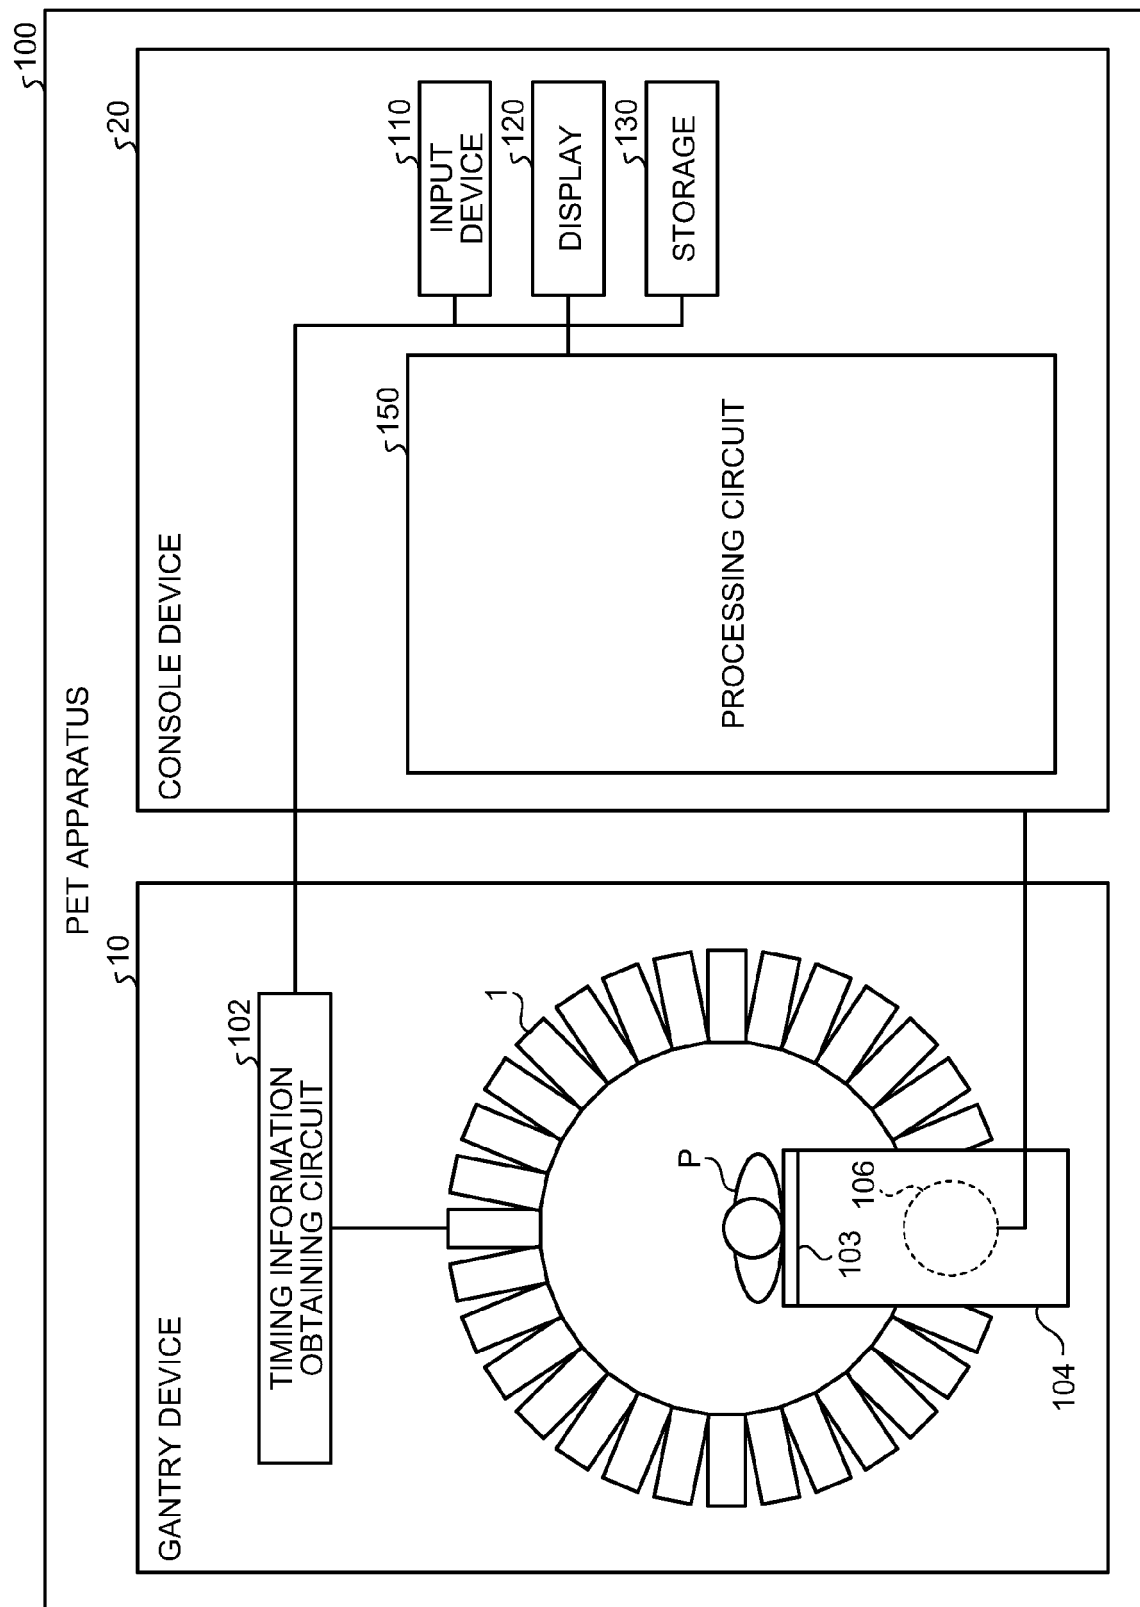 100
PET APPARATUS
10
GANTRY DEVICE
102
TIMING INFORMATION
OBTAINING CIRCUIT
1
P
103
106
104
20
CONSOLE DEVICE
150
PROCESSING CIRCUIT
110
INPUT
DEVICE
120
DISPLAY
130
STORAGE